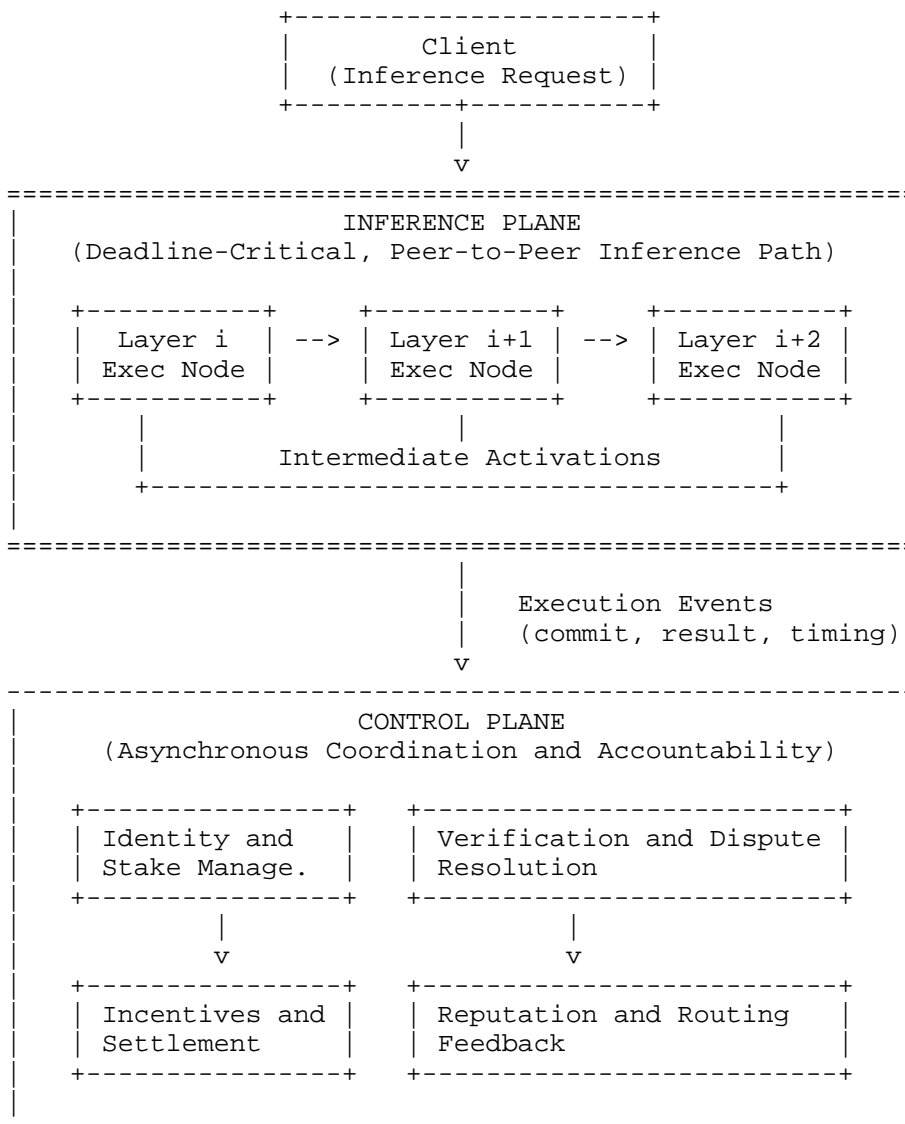 Client
(Inference Request)
v
INFERENCE PLANE
(Deadline-Critical, Peer-to-Peer Inference Path)
Layer i --> Layer i+1 --> Layer i+2
Exec Node Exec Node Exec Node
Intermediate Activations
Execution Events
(commit, result, timing)
v
CONTROL PLANE
(Asynchronous Coordination and Accountability)
Identity and Verification and Dispute
Stake Manage. Resolution
v v
Incentives and Reputation and Routing
Settlement Feedback